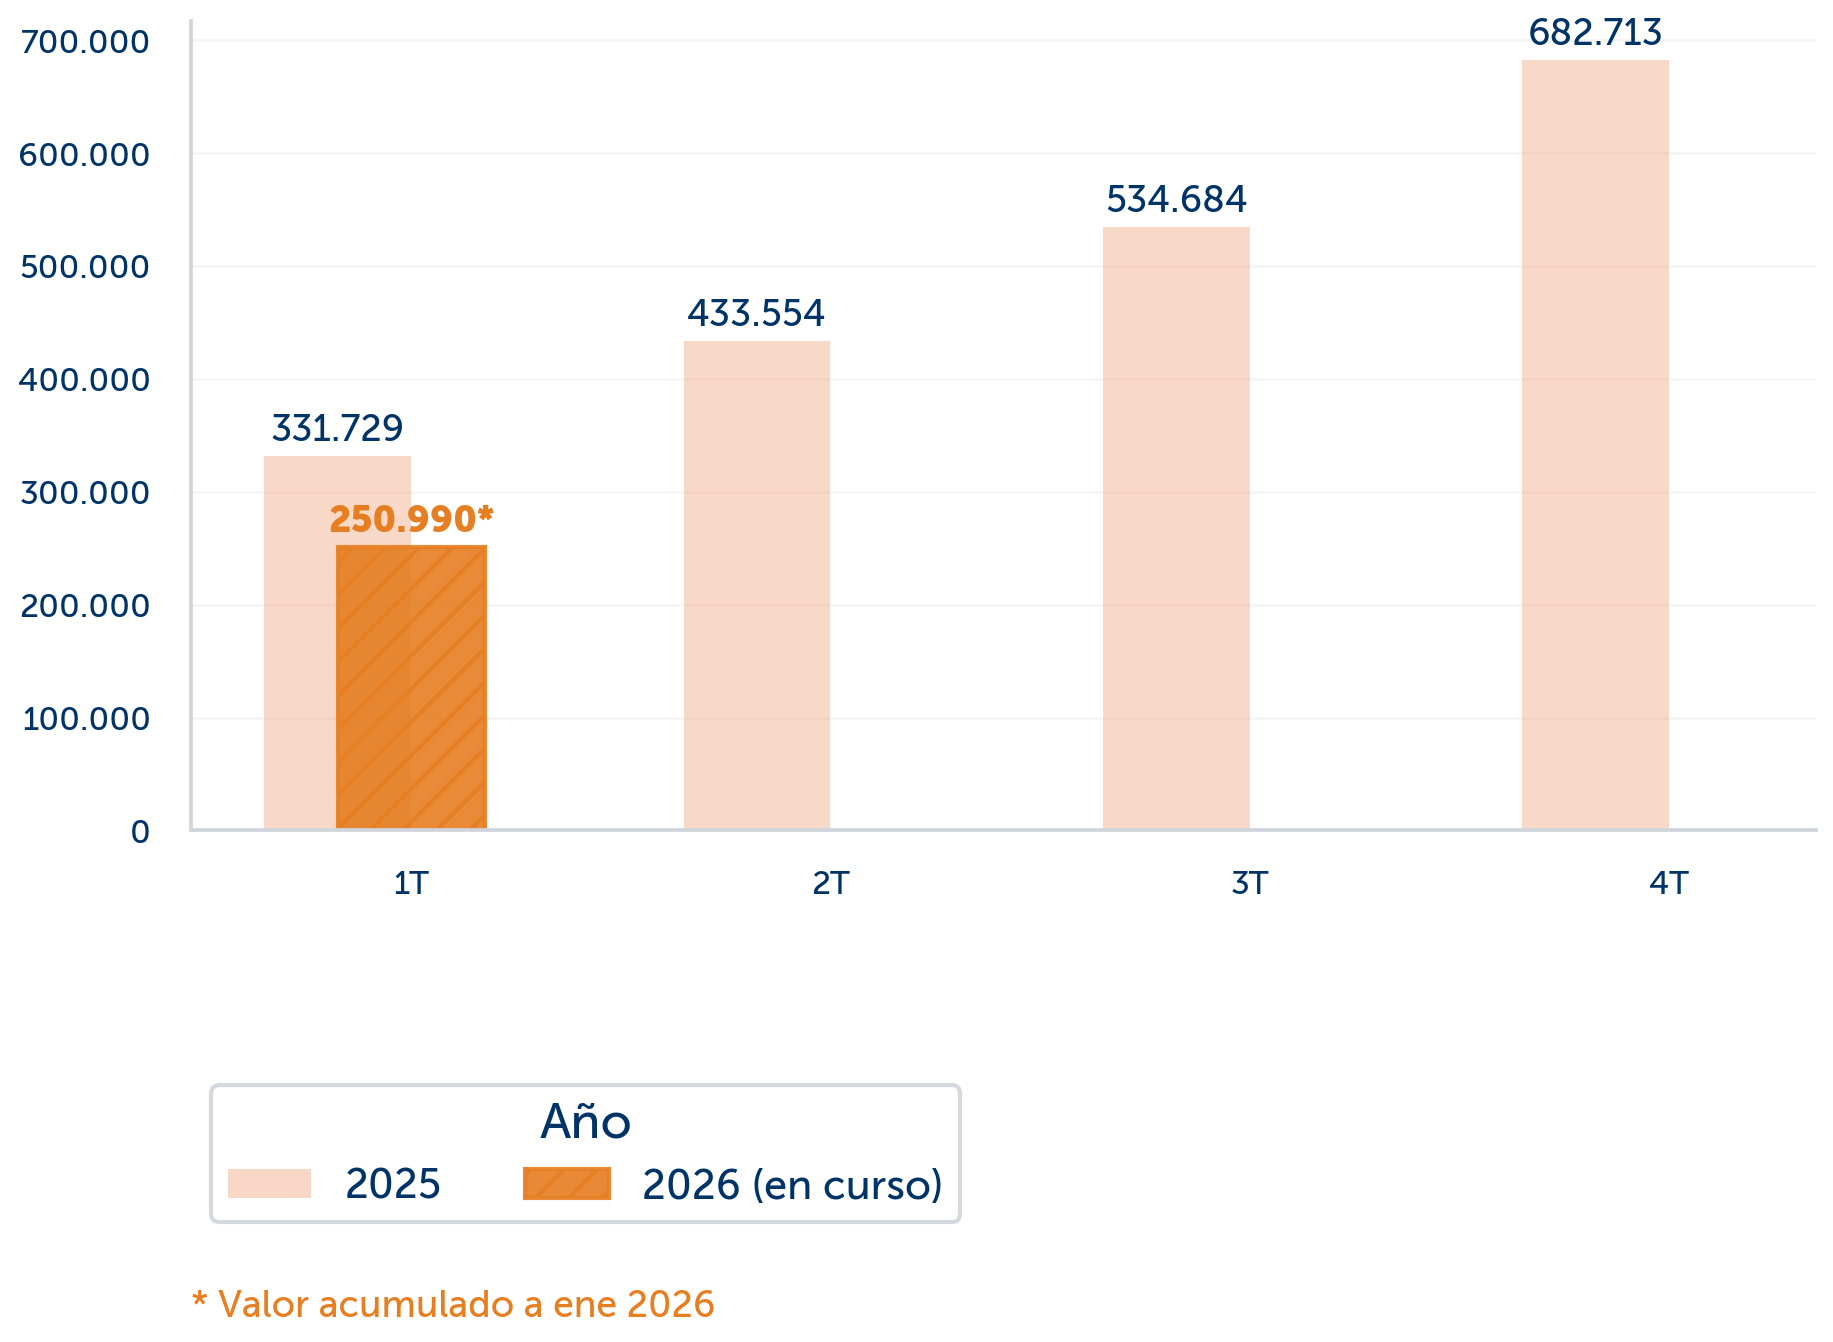 700.000
600.000
500.000
400.000
300.000
200.000
100.000
0
331.729
250.990*
433.554
534.684
682.713
1T
2T
3T
4T
Año
2025
2026 (en curso)
* Valor acumulado a ene 2026